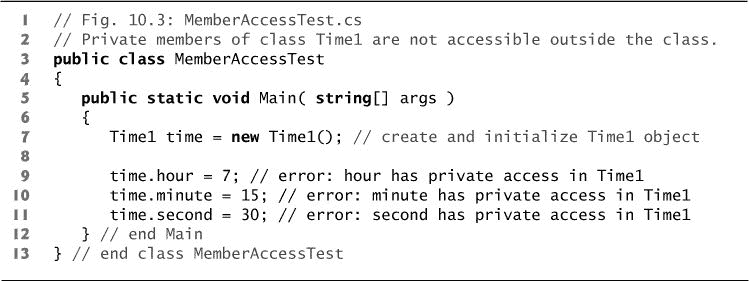 1 // Fig. 10.3: MemberAccessTest.cs
2 // Private members of class Time1 are not accessible outside the class.
3 public class MemberAccessTest
4 {
5 public static void Main( string[] args )
6 {
7 Time1 time = new Time1(); // create and initialize Time1 object
8
9 time.hour = 7; // error: hour has private access in Time1
10 time.minute = 15; // error: minute has private access in Time1
11 time.second = 30; // error: second has private access in Time1
12 } // end Main
13 } // end class MemberAccessTest